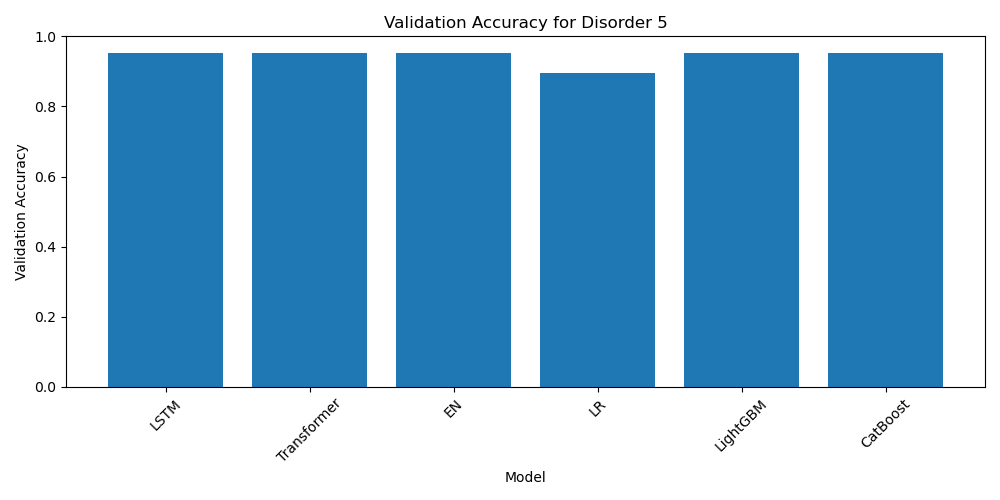 Validation Accuracy for Disorder 5
Validation Accuracy
1.0
0.8
0.6
0.4
0.2
0.0
LSTM
Transformer
EN
LR
LightGBM
CatBoost
Model